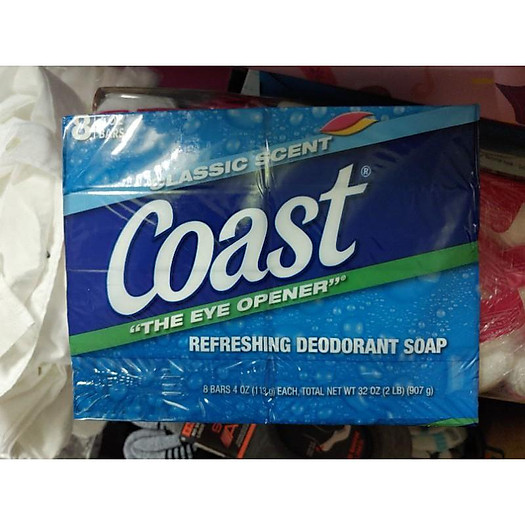 8
BARS
CLASSIC SCENT
Coast®
"THE EYE OPENER"®
REFRESHING DEODORANT SOAP
8 BARS 4 OZ (113 g) EACH, TOTAL NET WT 32 OZ (2 LB) (907 g)